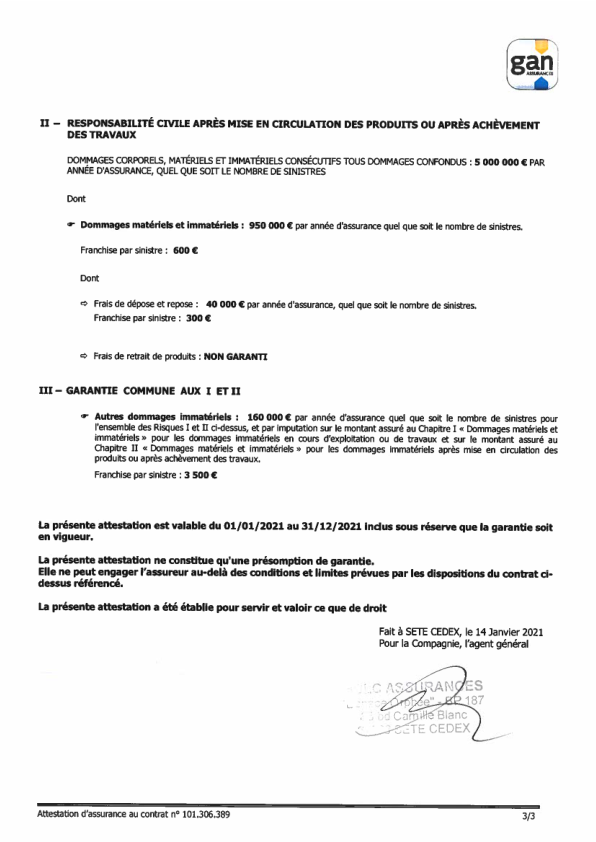 gan
ASSURANCES
II – RESPONSABILITÉ CIVILE APRÈS MISE EN CIRCULATION DES PRODUITS OU APRÈS ACHÈVEMENT
DES TRAVAUX
DOMMAGES CORPORELS, MATÉRIELS ET IMMATÉRIELS CONSÉCUTIFS TOUS DOMMAGES CONFONDUS : 5 000 000 € PAR
ANNÉE D'ASSURANCE, QUEL QUE SOIT LE NOMBRE DE SINISTRES
Dont
☛ Dommages matériels et immatériels : 950 000 € par année d'assurance quel que soit le nombre de sinistres.
Franchise par sinistre : 600 €
Dont
⇨ Frais de dépose et repose : 40 000 € par année d'assurance, quel que soit le nombre de sinistres.
Franchise par sinistre : 300 €
⇨ Frais de retrait de produits : NON GARANTI
III – GARANTIE COMMUNE AUX I ET II
☛ Autres dommages immatériels : 160 000 € par année d'assurance quel que soit le nombre de sinistres pour
l'ensemble des Risques I et II ci-dessus, et par imputation sur le montant assuré au Chapitre I « Dommages matériels et
immatériels » pour les dommages immatériels en cours d'exploitation ou de travaux et sur le montant assuré au
Chapitre II « Dommages matériels et immatériels » pour les dommages immatériels après mise en circulation des
produits ou après achèvement des travaux.
Franchise par sinistre : 3 500 €
La présente attestation est valable du 01/01/2021 au 31/12/2021 inclus sous réserve que la garantie soit
en vigueur.
La présente attestation ne constitue qu'une présomption de garantie.
Elle ne peut engager l'assureur au-delà des conditions et limites prévues par les dispositions du contrat ci-
dessus référencé.
La présente attestation a été établie pour servir et valoir ce que de droit
Fait à SETE CEDEX, le 14 Janvier 2021
Pour la Compagnie, l'agent général
ASSURANCES
Orphée" - BP 187
bd Camille Blanc
SETE CEDEX
Attestation d'assurance au contrat n° 101.306.389
3/3